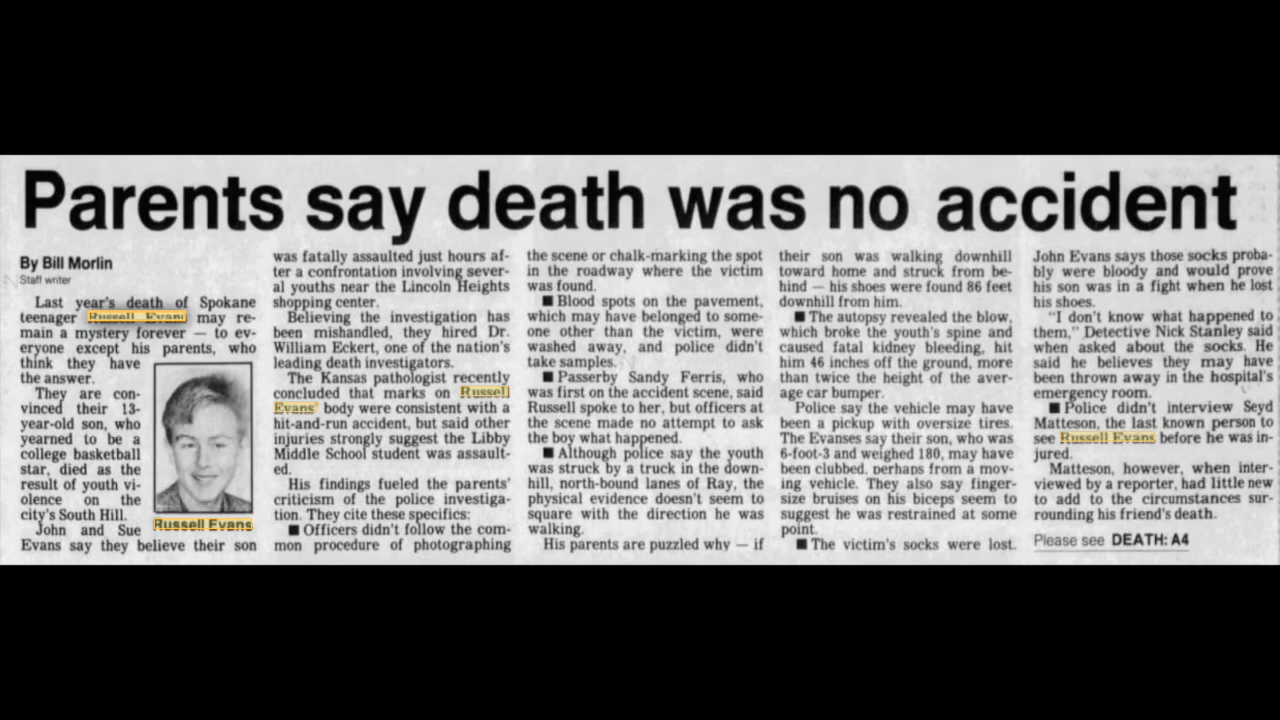 Parents say death was no accident
By Bill Morlin
Staff writer
Last year's death of Spokane
teenager Russell Evans may re-
main a mystery forever — to ev-
eryone except his parents, who
think they have
the answer.
They are con-
vinced their 13-
year-old son, who
yearned to be a
college basketball
star, died as the
result of youth vi-
olence on the
city's South Hill.
John and Sue
Evans say they believe their son
Russell Evans
was fatally assaulted just hours af-
ter a confrontation involving sever-
al youths near the Lincoln Heights
shopping center.
Believing the investigation has
been mishandled, they hired Dr.
William Eckert, one of the nation's
leading death investigators.
The Kansas pathologist recently
concluded that marks on Russell
Evans' body were consistent with a
hit-and-run accident, but said other
injuries strongly suggest the Libby
Middle School student was assault-
ed.
His findings fueled the parents'
criticism of the police investiga-
tion. They cite these specifics:
■ Officers didn't follow the com-
mon procedure of photographing
the scene or chalk-marking the spot
in the roadway where the victim
was found.
■ Blood spots on the pavement,
which may have belonged to some-
one other than the victim, were
washed away, and police didn't
take samples.
■ Passerby Sandy Ferris, who
was first on the accident scene, said
Russell spoke to her, but officers at
the scene made no attempt to ask
the boy what happened.
■ Although police say the youth
was struck by a truck in the down-
hill, north-bound lanes of Ray, the
physical evidence doesn't seem to
square with the direction he was
walking.
His parents are puzzled why — if
their son was walking downhill
toward home and struck from be-
hind — his shoes were found 86 feet
downhill from him.
■ The autopsy revealed the blow,
which broke the youth's spine and
caused fatal kidney bleeding, hit
him 46 inches off the ground, more
than twice the height of the aver-
age car bumper.
Police say the vehicle may have
been a pickup with oversize tires.
The Evanses say their son, who was
6-foot-3 and weighed 180, may have
been clubbed, perhaps from a mov-
ing vehicle. They also say finger-
size bruises on his biceps seem to
suggest he was restrained at some
point.
■ The victim's socks were lost.
John Evans says those socks proba-
bly were bloody and would prove
his son was in a fight when he lost
his shoes.
"I don't know what happened to
them," Detective Nick Stanley said
when asked about the socks. He
said he believes they may have
been thrown away in the hospital's
emergency room.
■ Police didn't interview Seyd
Matteson, the last known person to
see Russell Evans before he was in-
jured.
Matteson, however, when inter-
viewed by a reporter, had little new
to add to the circumstances sur-
rounding his friend's death.
Please see DEATH: A4